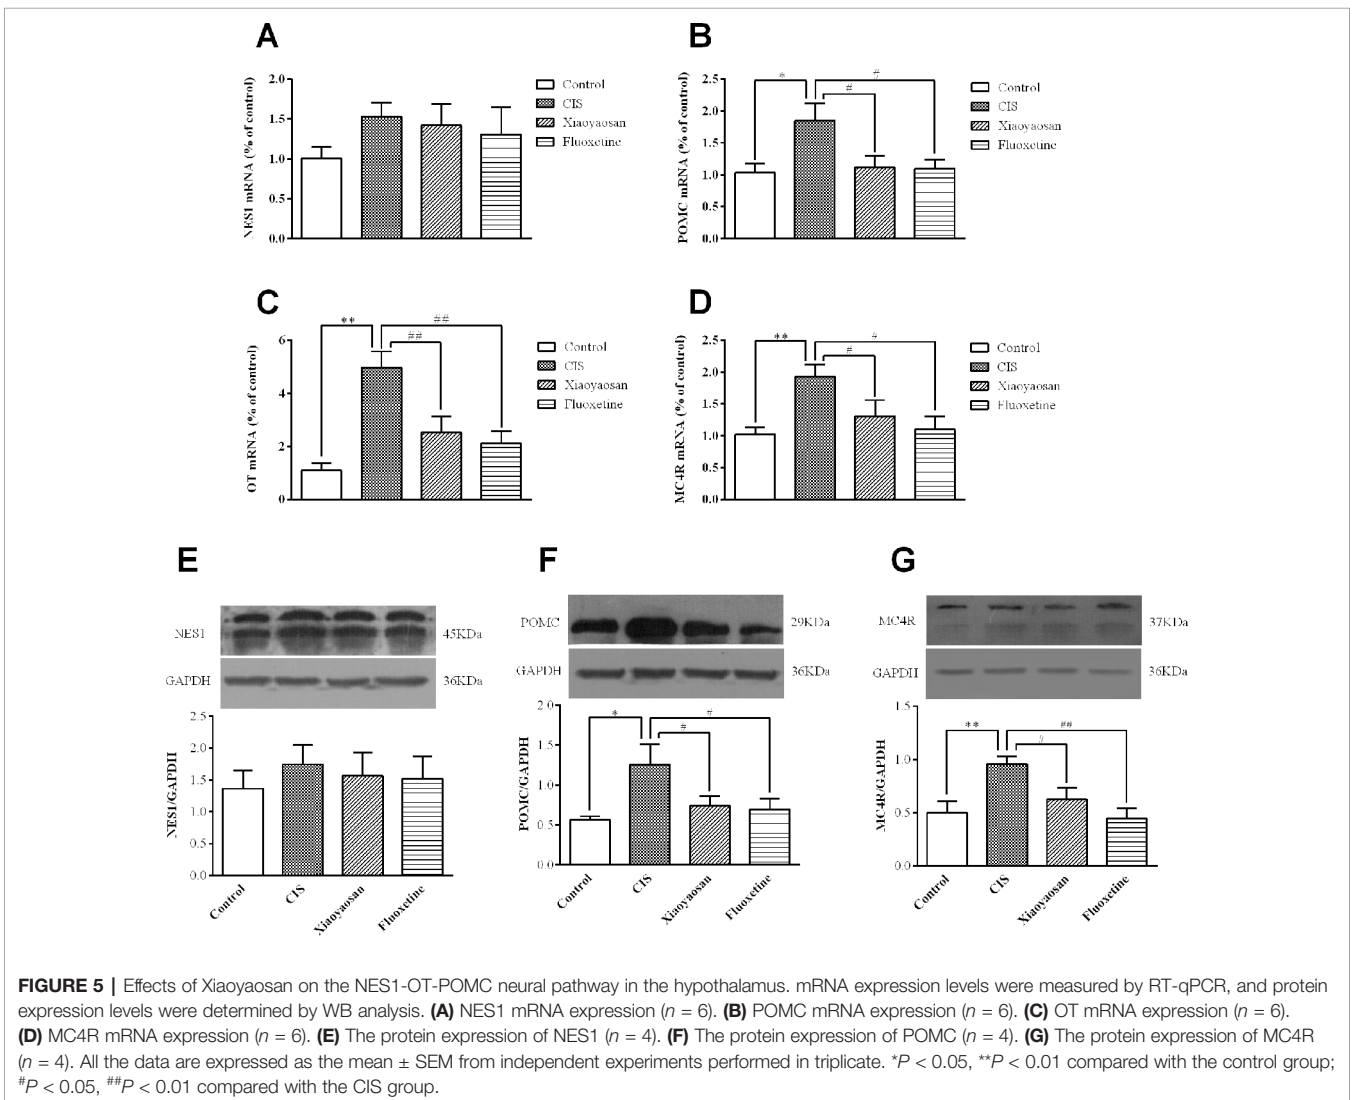 A
NES1 mRNA (% of control)
2.0
1.5
1.0
0.5
0.0
Control
CIS
Xiaoyaosan
Fluoxetine
B
POMC mRNA (% of control)
2.5
2.0
1.5
1.0
0.5
0.0
*
#
#
Control
CIS
Xiaoyaosan
Fluoxetine
C
OT mRNA (% of control)
6
4
2
0
**
##
##
Control
CIS
Xiaoyaosan
Fluoxetine
D
MC4R mRNA (% of control)
2.5
2.0
1.5
1.0
0.5
0.0
**
#
#
Control
CIS
Xiaoyaosan
Fluoxetine
E
NES1
45KDa
GAPDH
36KDa
NES1/GAPDH
2.5
2.0
1.5
1.0
0.5
0.0
Control
CIS
Xiaoyaosan
Fluoxetine
F
POMC
29KDa
GAPDH
36KDa
POMC/GAPDH
2.0
1.5
1.0
0.5
0.0
*
#
#
Control
CIS
Xiaoyaosan
Fluoxetine
G
MC4R
37KDa
GAPDH
36KDa
MC4R/GAPDH
1.5
1.0
0.5
0.0
**
##
#
Control
CIS
Xiaoyaosan
Fluoxetine
FIGURE 5 | Effects of Xiaoyaosan on the NES1-OT-POMC neural pathway in the hypothalamus. mRNA expression levels were measured by RT-qPCR, and protein
expression levels were determined by WB analysis. (A) NES1 mRNA expression (n = 6). (B) POMC mRNA expression (n = 6). (C) OT mRNA expression (n = 6).
(D) MC4R mRNA expression (n = 6). (E) The protein expression of NES1 (n = 4). (F) The protein expression of POMC (n = 4). (G) The protein expression of MC4R
(n = 4). All the data are expressed as the mean ± SEM from independent experiments performed in triplicate. *P < 0.05, **P < 0.01 compared with the control group;
#P < 0.05, ##P < 0.01 compared with the CIS group.